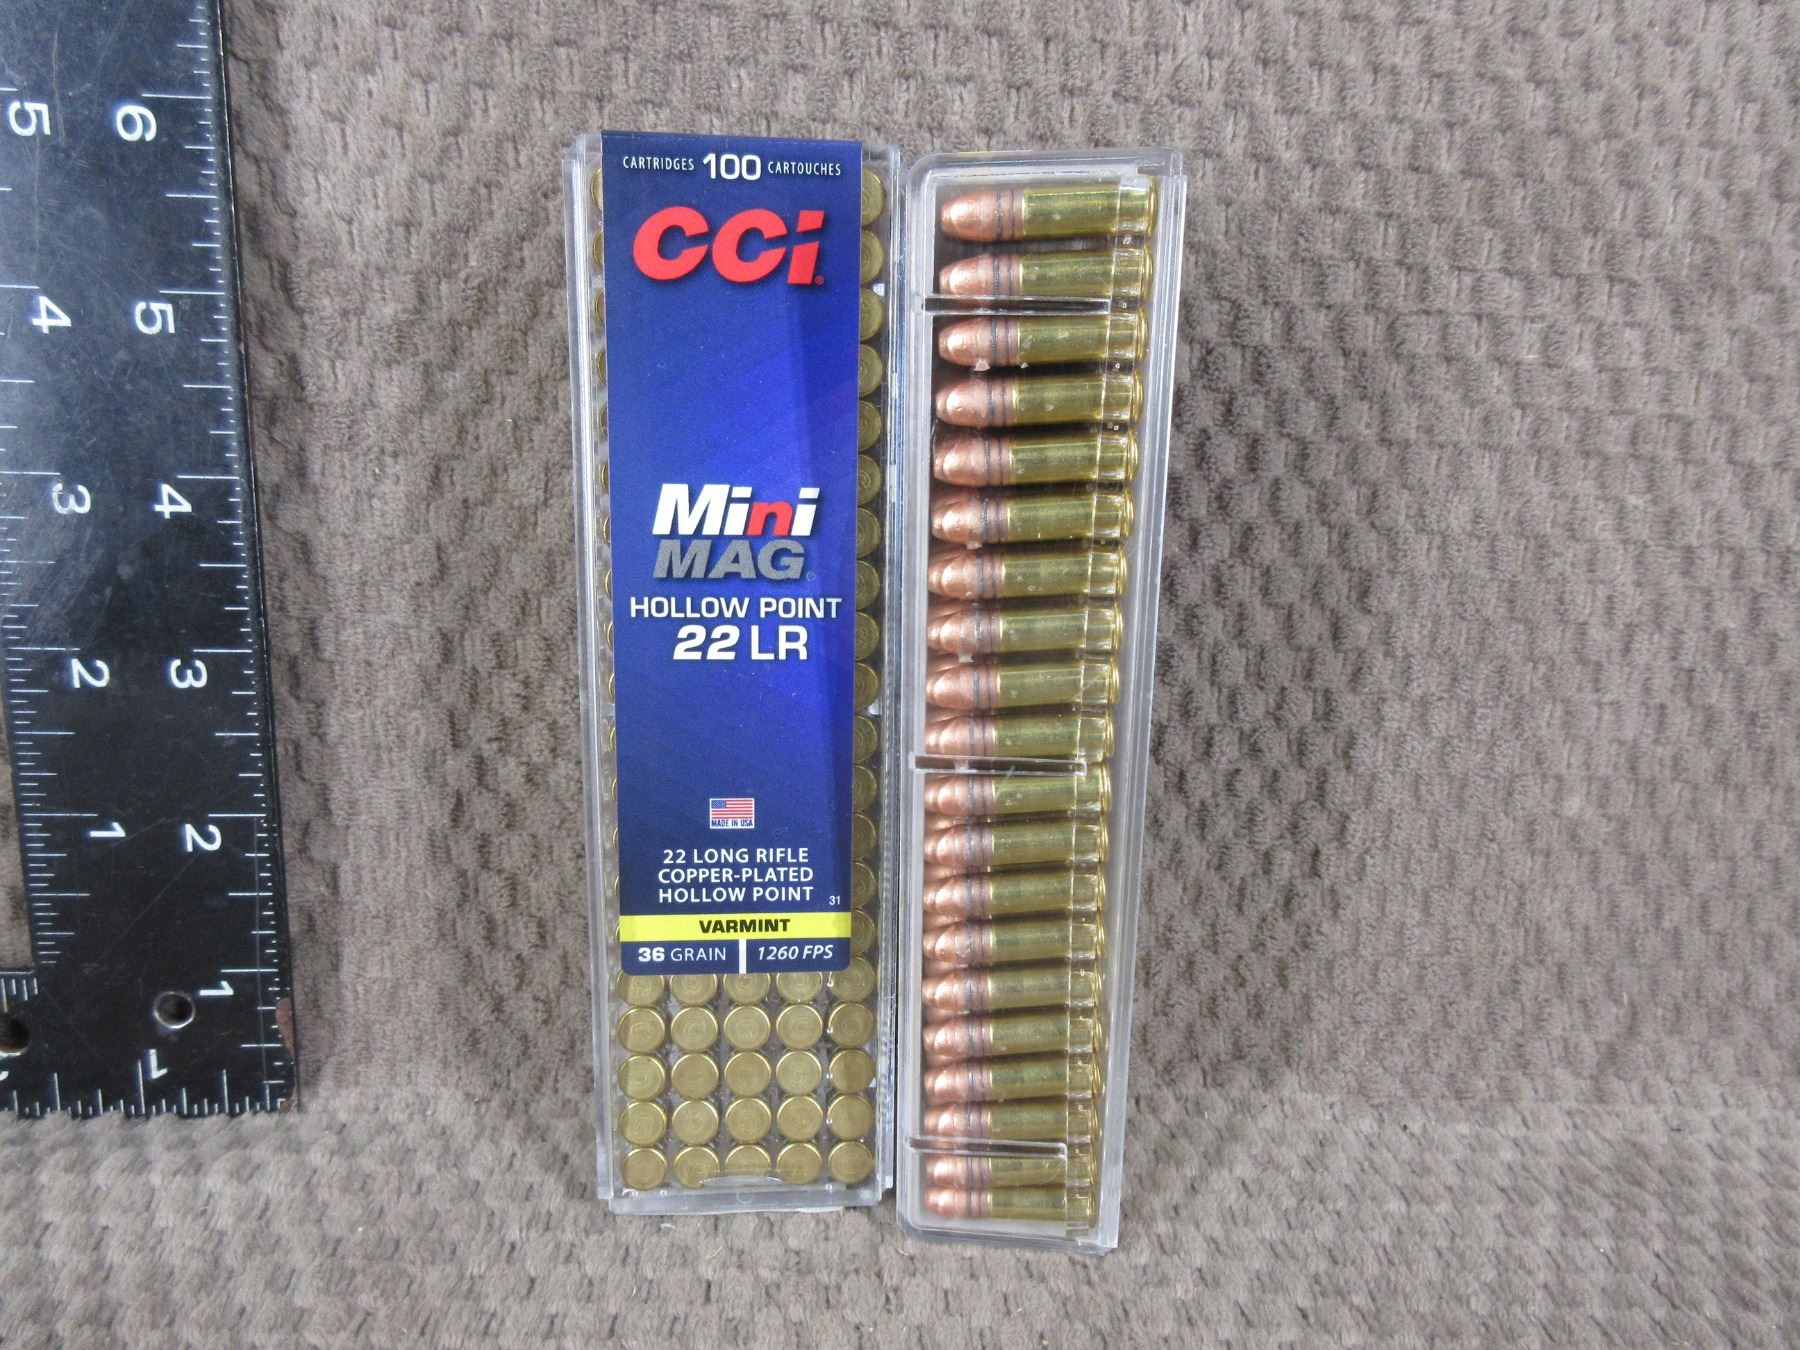 CARTRIDGES 100 CARTOUCHES
CCi®
Mini
MAG
HOLLOW POINT
22 LR
MADE IN USA
22 LONG RIFLE
COPPER-PLATED
HOLLOW POINT 31
VARMINT
36 GRAIN 1260 FPS
5 6
4 5
3 4
2 3
1 2
1
1